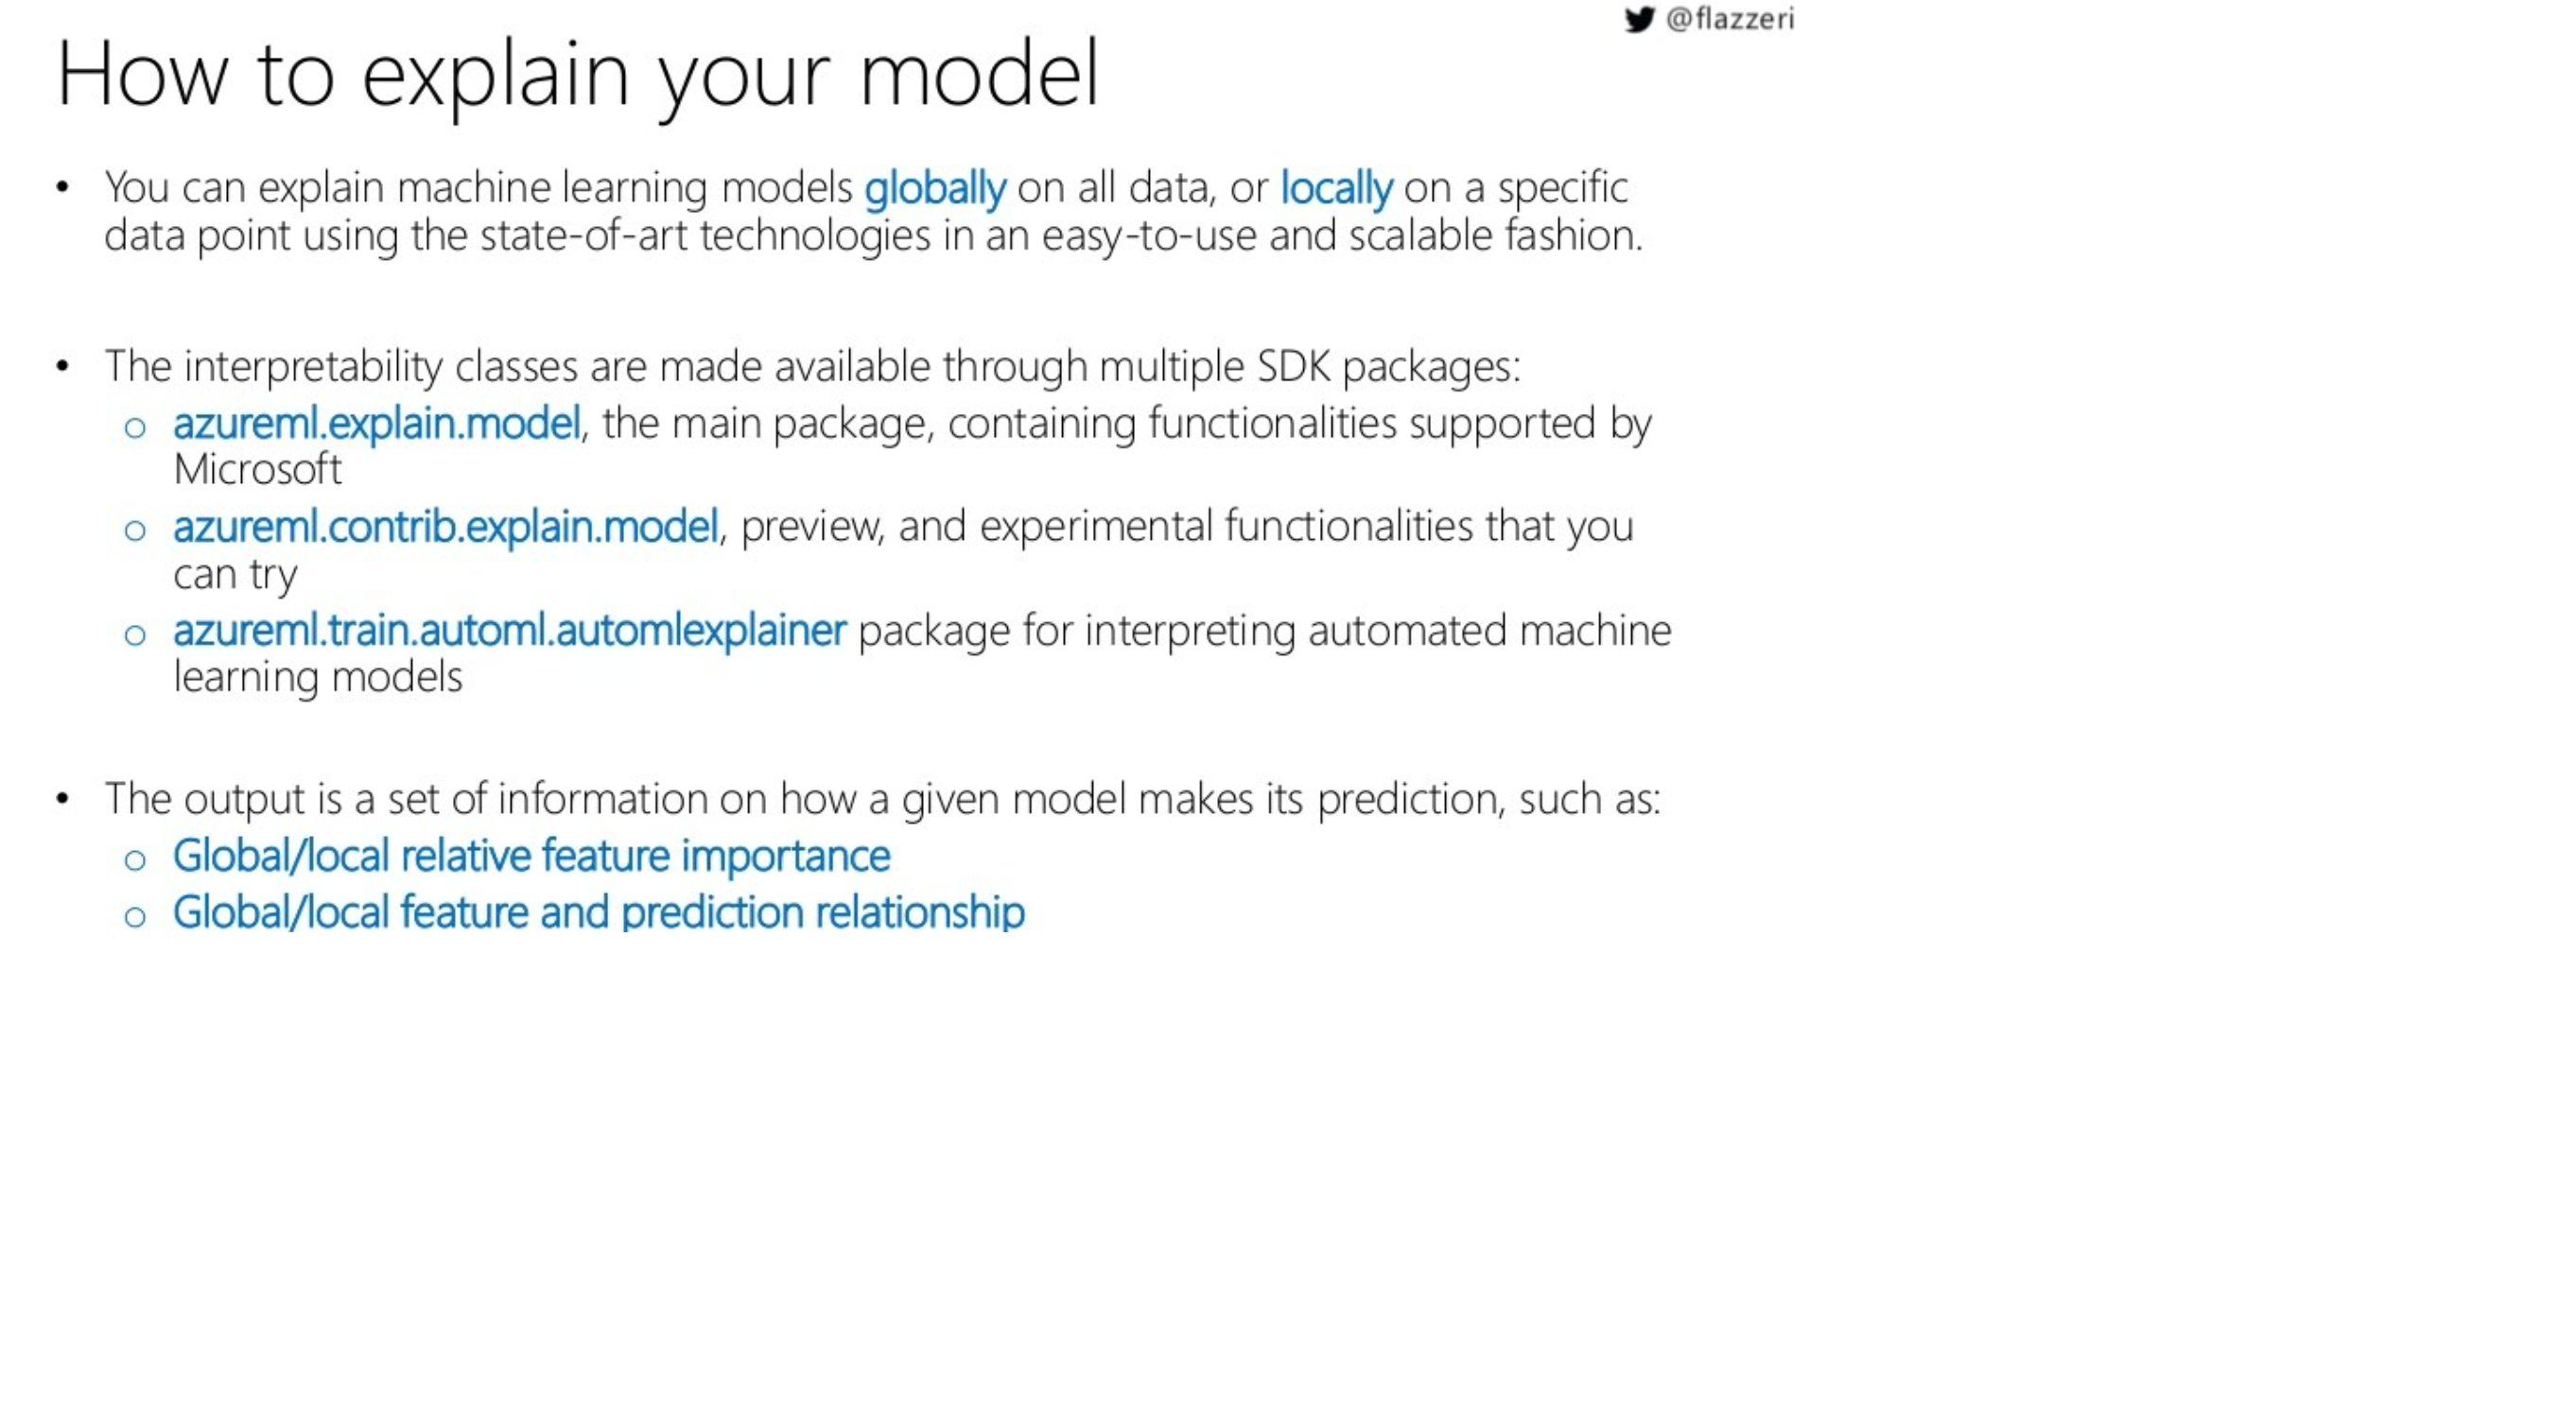 @flazzeri
How to explain your model
• You can explain machine learning models globally on all data, or locally on a specific
data point using the state-of-art technologies in an easy-to-use and scalable fashion.
• The interpretability classes are made available through multiple SDK packages:
o azureml.explain.model, the main package, containing functionalities supported by
Microsoft
o azureml.contrib.explain.model, preview, and experimental functionalities that you
can try
o azureml.train.automl.automlexplainer package for interpreting automated machine
learning models
• The output is a set of information on how a given model makes its prediction, such as:
o Global/local relative feature importance
o Global/local feature and prediction relationship